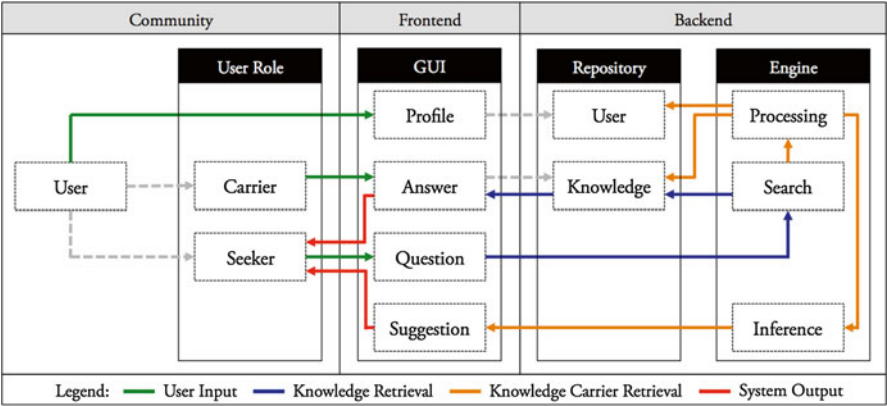 Community Frontend Backend
User Role GUI Repository Engine
Profile User Processing
User Carrier Answer Knowledge Search
Seeker Question
Suggestion Inference
Legend: User Input Knowledge Retrieval Knowledge Carrier Retrieval System Output